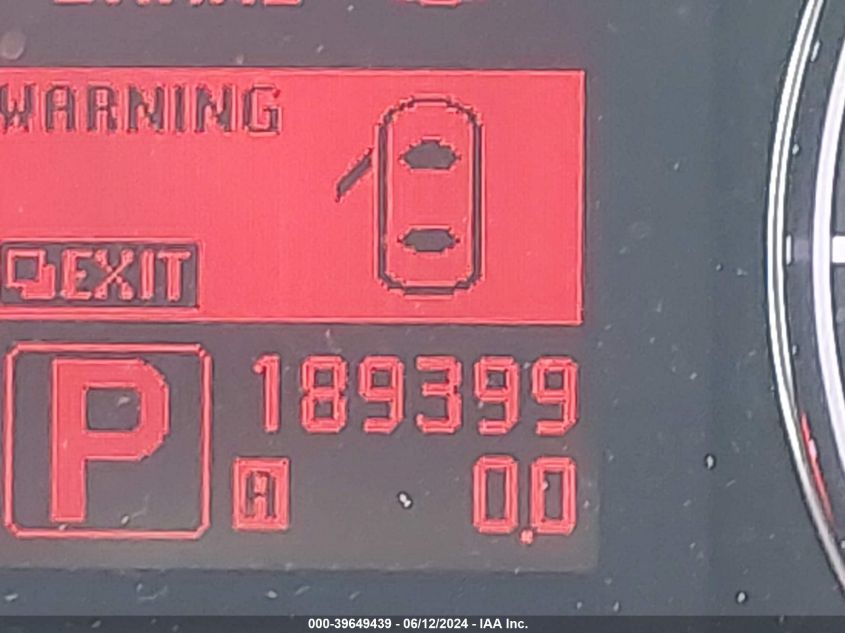 WARNING
EXIT
P
189399
A 0.0
000-39649439 - 06/12/2024 - IAA Inc.